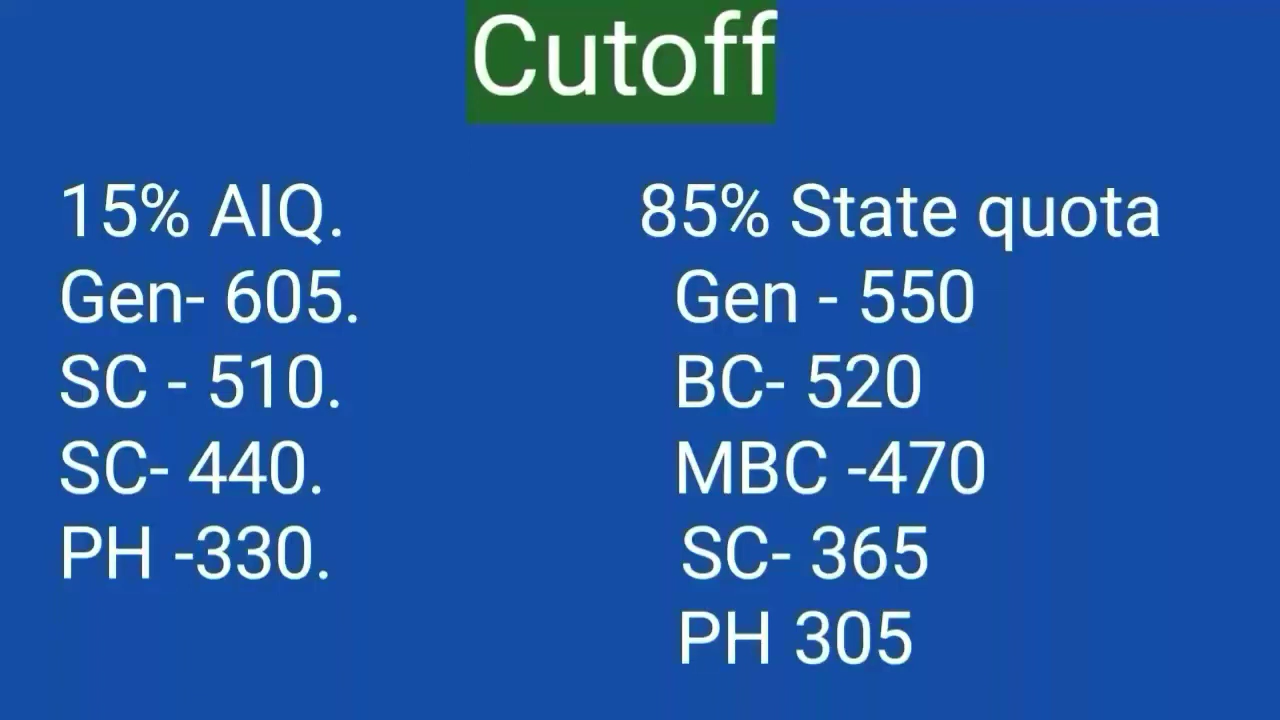 Cutoff
15% AIQ.
Gen- 605.
SC - 510.
SC- 440.
PH -330.
85% State quota
Gen - 550
BC- 520
MBC -470
SC- 365
PH 305